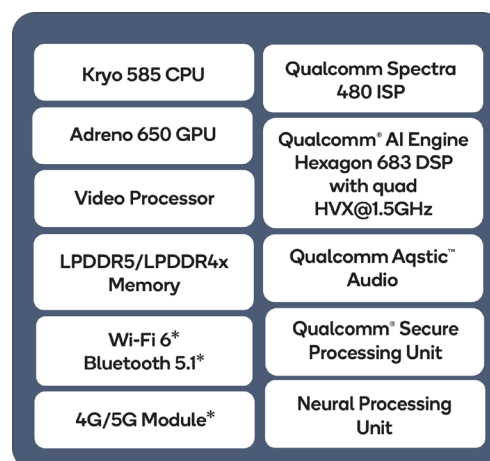 Kryo 585 CPU
Adreno 650 GPU
Video Processor
LPDDR5/LPDDR4x
Memory
Wi-Fi 6*
Bluetooth 5.1*
4G/5G Module*
Qualcomm Spectra
480 ISP
Qualcomm® AI Engine
Hexagon 683 DSP
with quad
HVX@1.5GHz
Qualcomm Aqstic™
Audio
Qualcomm® Secure
Processing Unit
Neural Processing
Unit